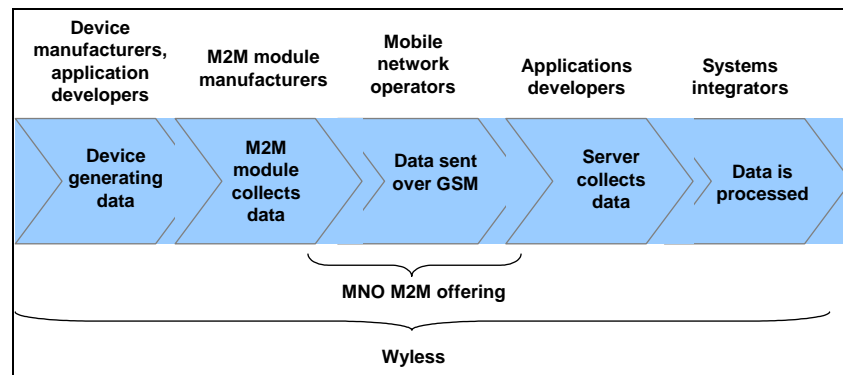 Device
manufacturers,
application
developers
M2M module
manufacturers
Mobile
network
operators
Applications
developers
Systems
integrators
Device
generating
data
M2M
module
collects
data
Data sent
over GSM
Server
collects
data
Data is
processed
MNO M2M offering
Wyless